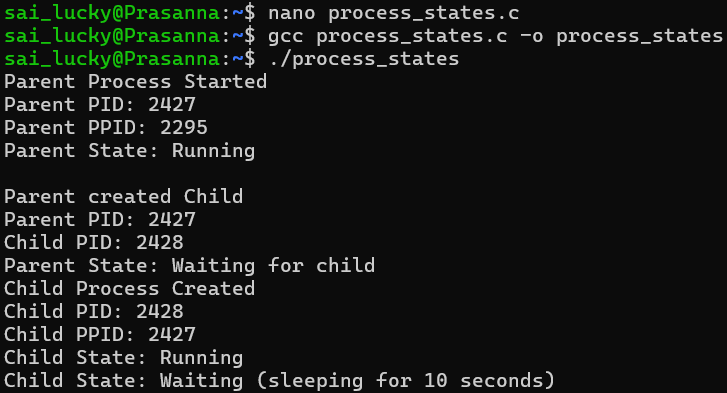 sai_lucky@Prasanna:~$ nano process_states.c
sai_lucky@Prasanna:~$ gcc process_states.c -o process_states
sai_lucky@Prasanna:~$ ./process_states
Parent Process Started
Parent PID: 2427
Parent PPID: 2295
Parent State: Running

Parent created Child
Parent PID: 2427
Child PID: 2428
Parent State: Waiting for child
Child Process Created
Child PID: 2428
Child PPID: 2427
Child State: Running
Child State: Waiting (sleeping for 10 seconds)